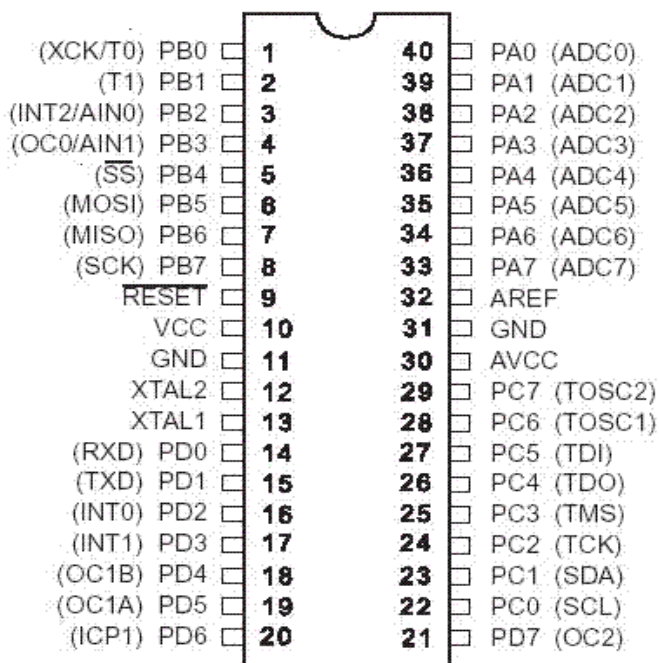 (XCK/T0) PB0 1 40 PA0 (ADC0)
(T1) PB1 2 39 PA1 (ADC1)
(INT2/AIN0) PB2 3 38 PA2 (ADC2)
(OC0/AIN1) PB3 4 37 PA3 (ADC3)
(SS) PB4 5 36 PA4 (ADC4)
(MOSI) PB5 6 35 PA5 (ADC5)
(MISO) PB6 7 34 PA6 (ADC6)
(SCK) PB7 8 33 PA7 (ADC7)
RESET 9 32 AREF
VCC 10 31 GND
GND 11 30 AVCC
XTAL2 12 29 PC7 (TOSC2)
XTAL1 13 28 PC6 (TOSC1)
(RXD) PD0 14 27 PC5 (TDI)
(TXD) PD1 15 26 PC4 (TDO)
(INT0) PD2 16 25 PC3 (TMS)
(INT1) PD3 17 24 PC2 (TCK)
(OC1B) PD4 18 23 PC1 (SDA)
(OC1A) PD5 19 22 PC0 (SCL)
(ICP1) PD6 20 21 PD7 (OC2)